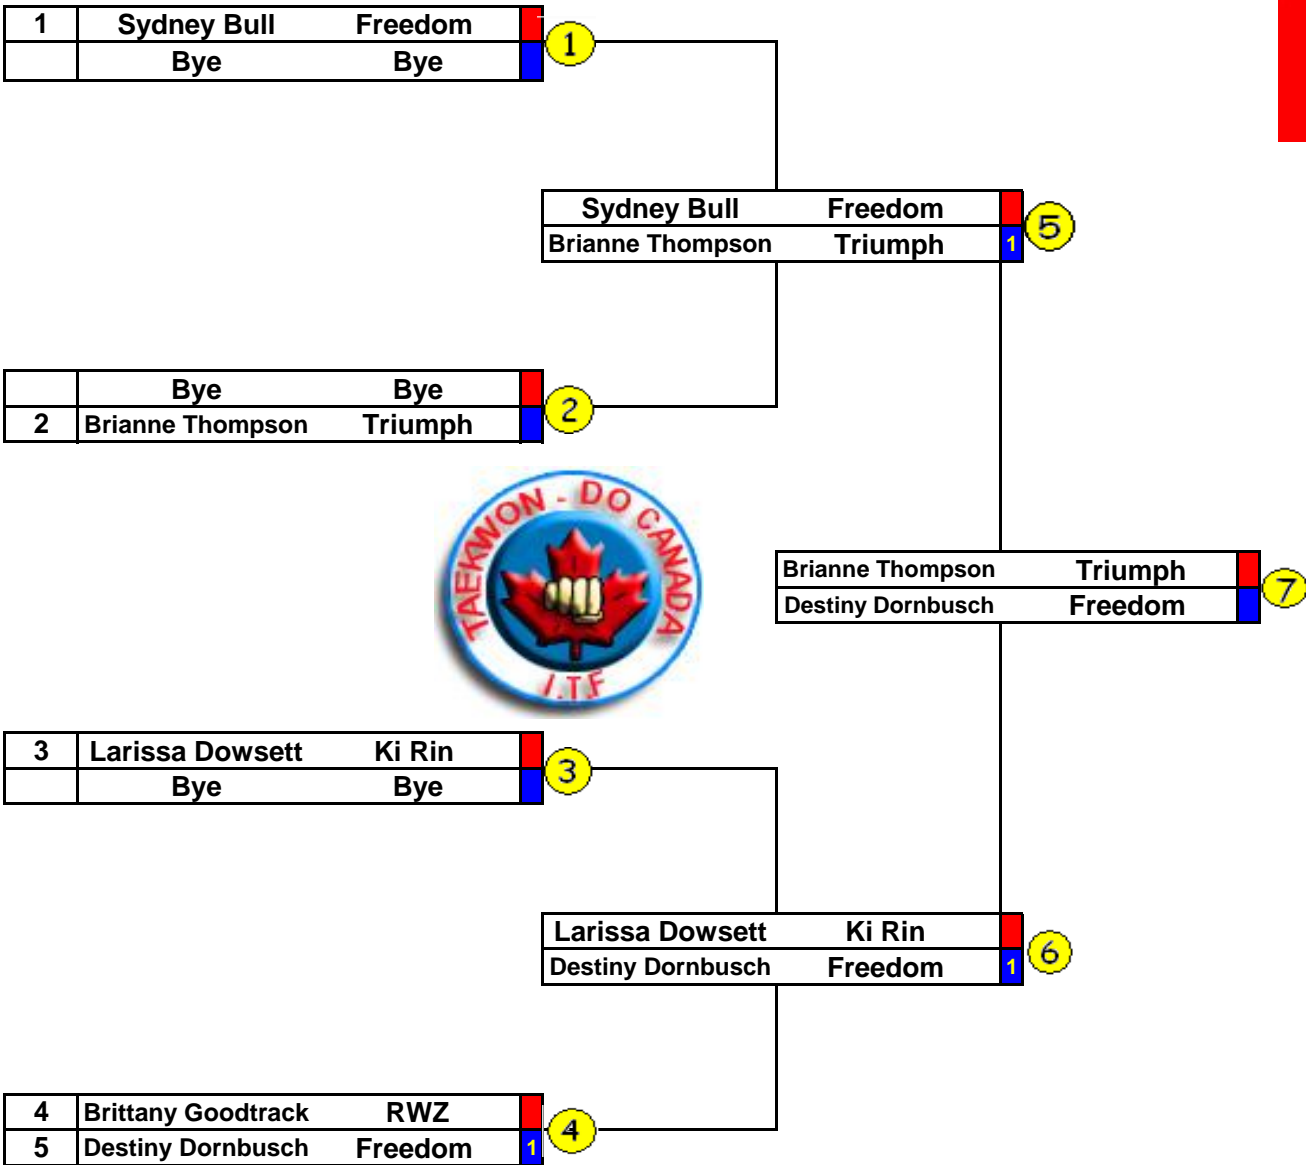 1 Sydney Bull Freedom
Bye Bye
1
Sydney Bull Freedom
Brianne Thompson Triumph 1
5
Bye Bye
2 Brianne Thompson Triumph
2
TAEKWON - DO CANADA
I.T.F
Brianne Thompson Triumph
Destiny Dornbusch Freedom
7
3 Larissa Dowsett Ki Rin
Bye Bye
3
Larissa Dowsett Ki Rin
Destiny Dornbusch Freedom 1
6
4 Brittany Goodtrack RWZ
5 Destiny Dornbusch Freedom 1
4